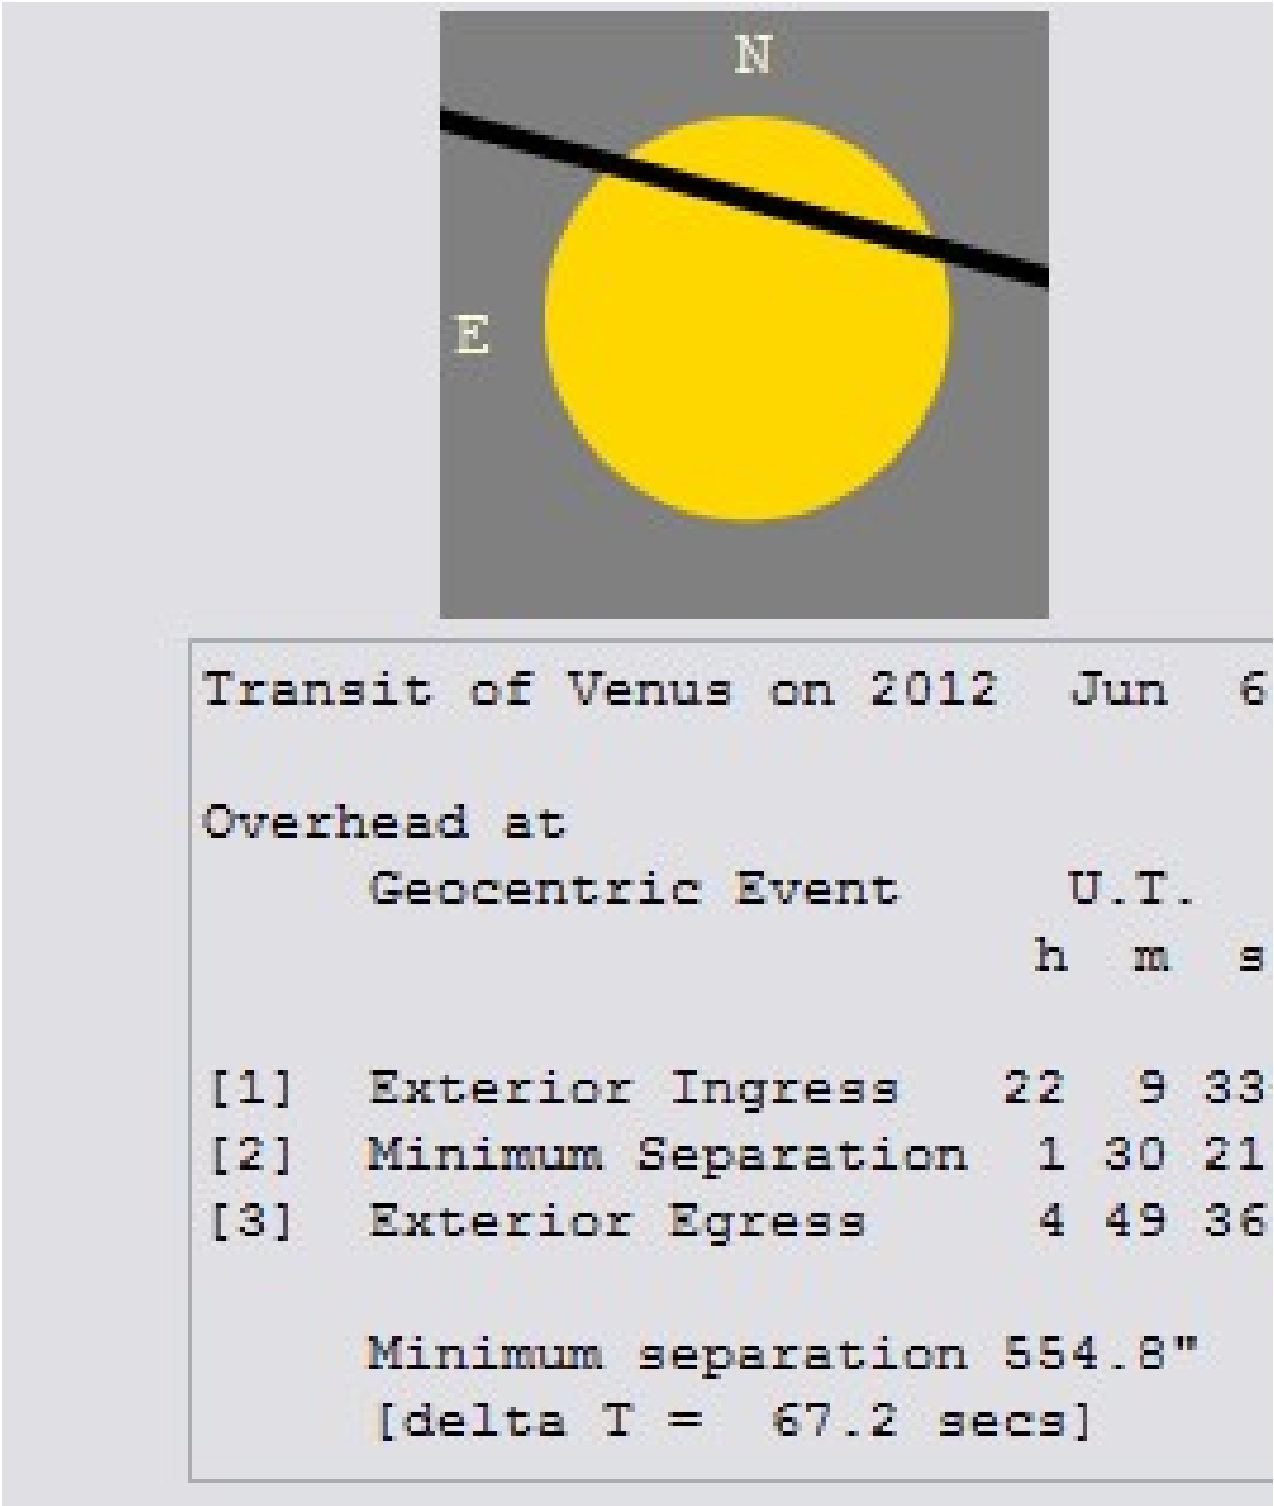 N
E
Transit of Venus on 2012 Jun 6
Overhead at
Geocentric Event U.T.
h m s
[1] Exterior Ingress 22 9 33
[2] Minimum Separation 1 30 21
[3] Exterior Egress 4 49 36
Minimum separation 554.8"
[delta T = 67.2 secs]